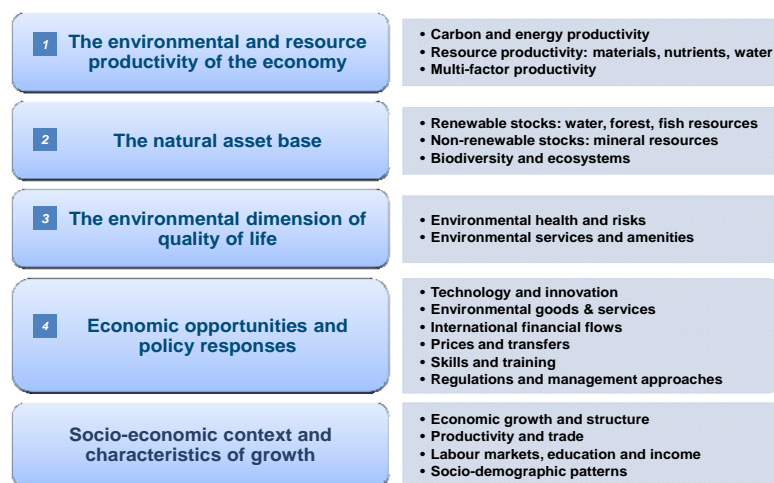 1
The environmental and resource
productivity of the economy
• Carbon and energy productivity
• Resource productivity: materials, nutrients, water
• Multi-factor productivity
2
The natural asset base
• Renewable stocks: water, forest, fish resources
• Non-renewable stocks: mineral resources
• Biodiversity and ecosystems
3
The environmental dimension of
quality of life
• Environmental health and risks
• Environmental services and amenities
4
Economic opportunities and
policy responses
• Technology and innovation
• Environmental goods & services
• International financial flows
• Prices and transfers
• Skills and training
• Regulations and management approaches
Socio-economic context and
characteristics of growth
• Economic growth and structure
• Productivity and trade
• Labour markets, education and income
• Socio-demographic patterns